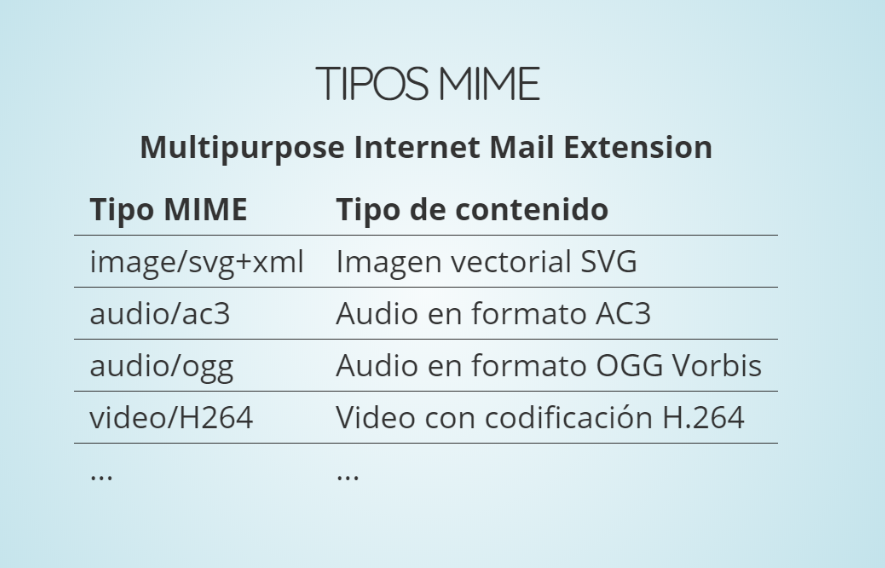 TIPOS MIME
Multipurpose Internet Mail Extension
Tipo MIME Tipo de contenido
image/svg+xml Imagen vectorial SVG
audio/ac3 Audio en formato AC3
audio/ogg Audio en formato OGG Vorbis
video/H264 Video con codificación H.264
... ...